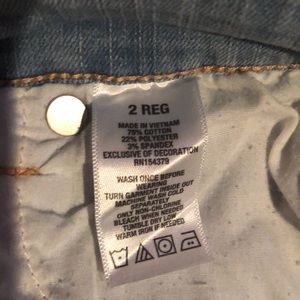 2 REG
MADE IN VIETNAM
75% COTTON
22% POLYESTER
3% SPANDEX
EXCLUSIVE OF DECORATION
RN154379
WASH ONCE BEFORE
WEARING
TURN GARMENT INSIDE OUT
MACHINE WASH COLD
SEPARATELY
ONLY NON-CHLORINE
BLEACH WHEN NEEDED
TUMBLE DRY LOW
WARM IRON IF NEEDED